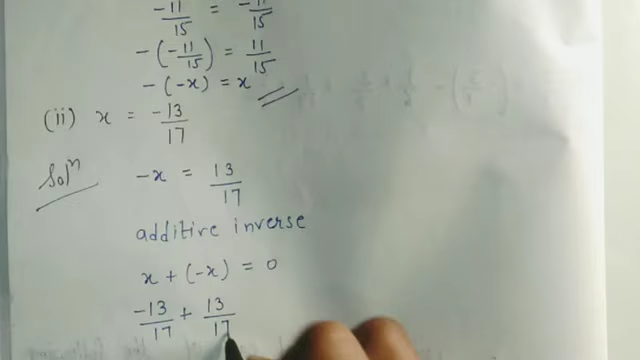 -11/15 = -11/15
-(-11/15) = 11/15
-(-x) = x
(ii) x = -13/17
Solⁿ -x = 13/17
additive inverse
x + (-x) = 0
-13/17 + 13/17